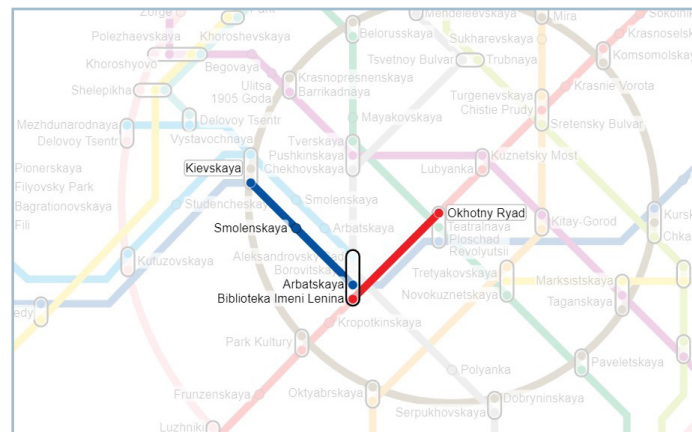 Zorge
Polezhaevskaya
Khoroshevskaya
Khoroshyovo
Begovaya
Shelepikha
Ulitsa
1905 Goda
Krasnopresnenskaya
Barrikadnaya
Belorusskaya
Mendeleevskaya
Mira
Sukharevskaya
Tsvetnoy Bulvar
Trubnaya
Krasnoselskaya
Komsomolskaya
Krasnie Vorota
Turgenevskaya
Chistie Prudy
Sretensky Bulvar
Mayakovskaya
Mezhdunarodnaya
Delovoy Tsentr
Delovoy Tsentr
Vystavochnaya
Tverskaya
Pushkinskaya
Chekhovskaya
Kuznetsky Most
Lubyanka
Pionerskaya
Filyovsky Park
Bagrationovskaya
Fili
Kievskaya
Studencheskaya
Smolenskaya
Smolenskaya
Arbatskaya
Okhotny Ryad
Teatralnaya
Ploschad
Revolyutsii
Kitay-Gorod
Kursk
Chka
Kutuzovskaya
Aleksandrovsky Sad
Borovitskaya
Arbatskaya
Biblioteka Imeni Lenina
Tretyakovskaya
Novokuznetskaya
Marksistskaya
Taganskaya
edy
Kropotkinskaya
Park Kultury
Polyanka
Paveletskaya
Frunzenskaya
Oktyabrskaya
Dobryninskaya
Serpukhovskaya
Luzhniki